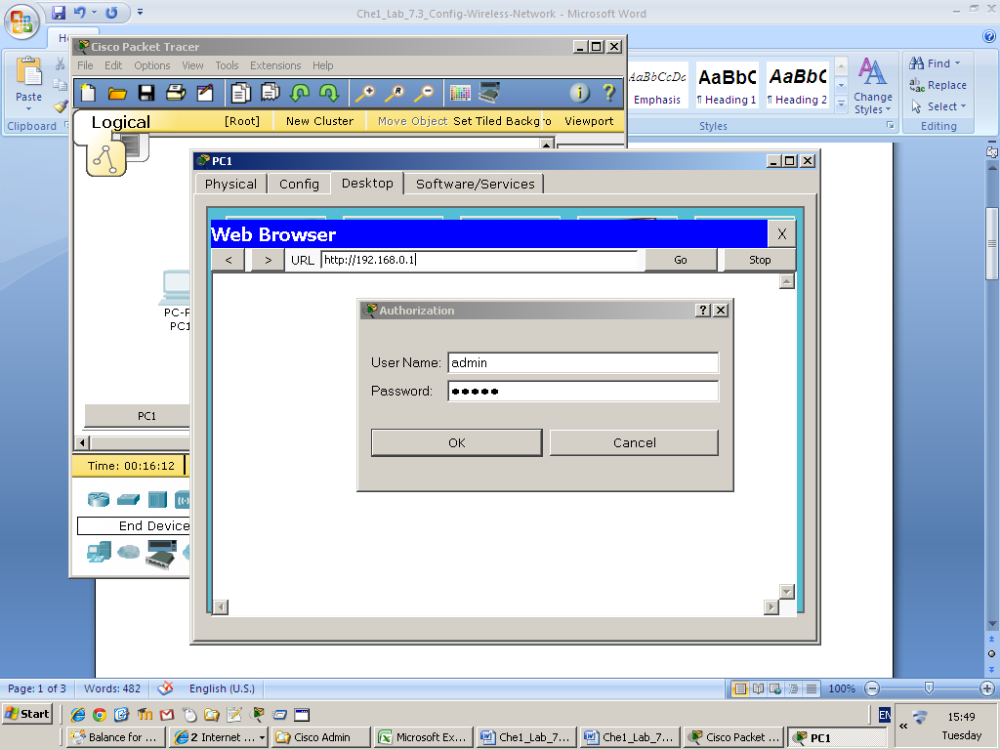 Che1_Lab_7.3_Config-Wireless-Network - Microsoft Word
Paste
Clipboard
AaBbCcDc AaBbC AaBbC
Emphasis ¶ Heading 1 ¶ Heading 2
Change Styles
Styles
Find
Replace
Select
Editing
Cisco Packet Tracer
File Edit Options View Tools Extensions Help
Logical [Root] New Cluster Move Object Set Tiled Backgro Viewport
PC1
Physical Config Desktop Software/Services
Web Browser X
< > URL http://192.168.0.1 Go Stop
Authorization
User Name: admin
Password: ●●●●●
OK Cancel
PC-P
PC1
PC1
Time: 00:16:12
End Device
Page: 1 of 3 Words: 482 English (U.S.) 100%
Start EN 15:49
Tuesday
Balance for ... 2 Internet ... Cisco Admin Microsoft Ex... Che1_Lab_7... Che1_Lab_7... Cisco Packet ... PC1